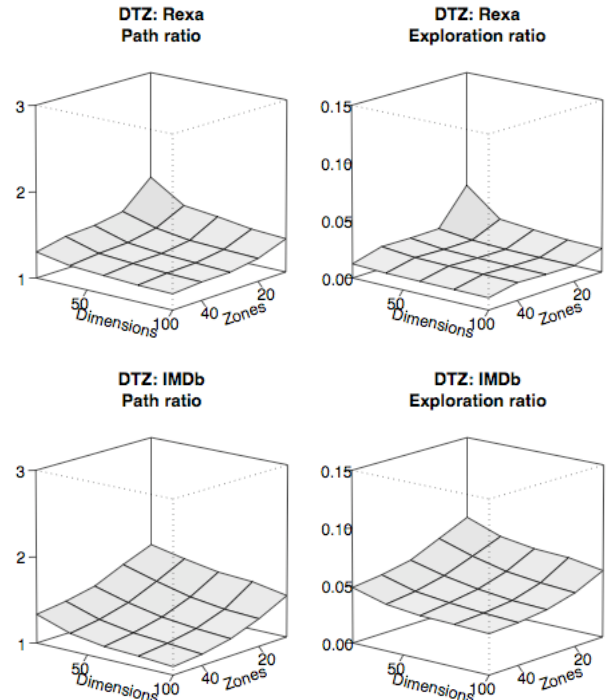 DTZ: Rexa
Path ratio
3
2
1
50
Dimensions
100
40
Zones
20
DTZ: Rexa
Exploration ratio
0.15
0.10
0.05
0.00
50
Dimensions
100
40
Zones
20
DTZ: IMDb
Path ratio
3
2
1
50
Dimensions
100
40
Zones
20
DTZ: IMDb
Exploration ratio
0.15
0.10
0.05
0.00
50
Dimensions
100
40
Zones
20